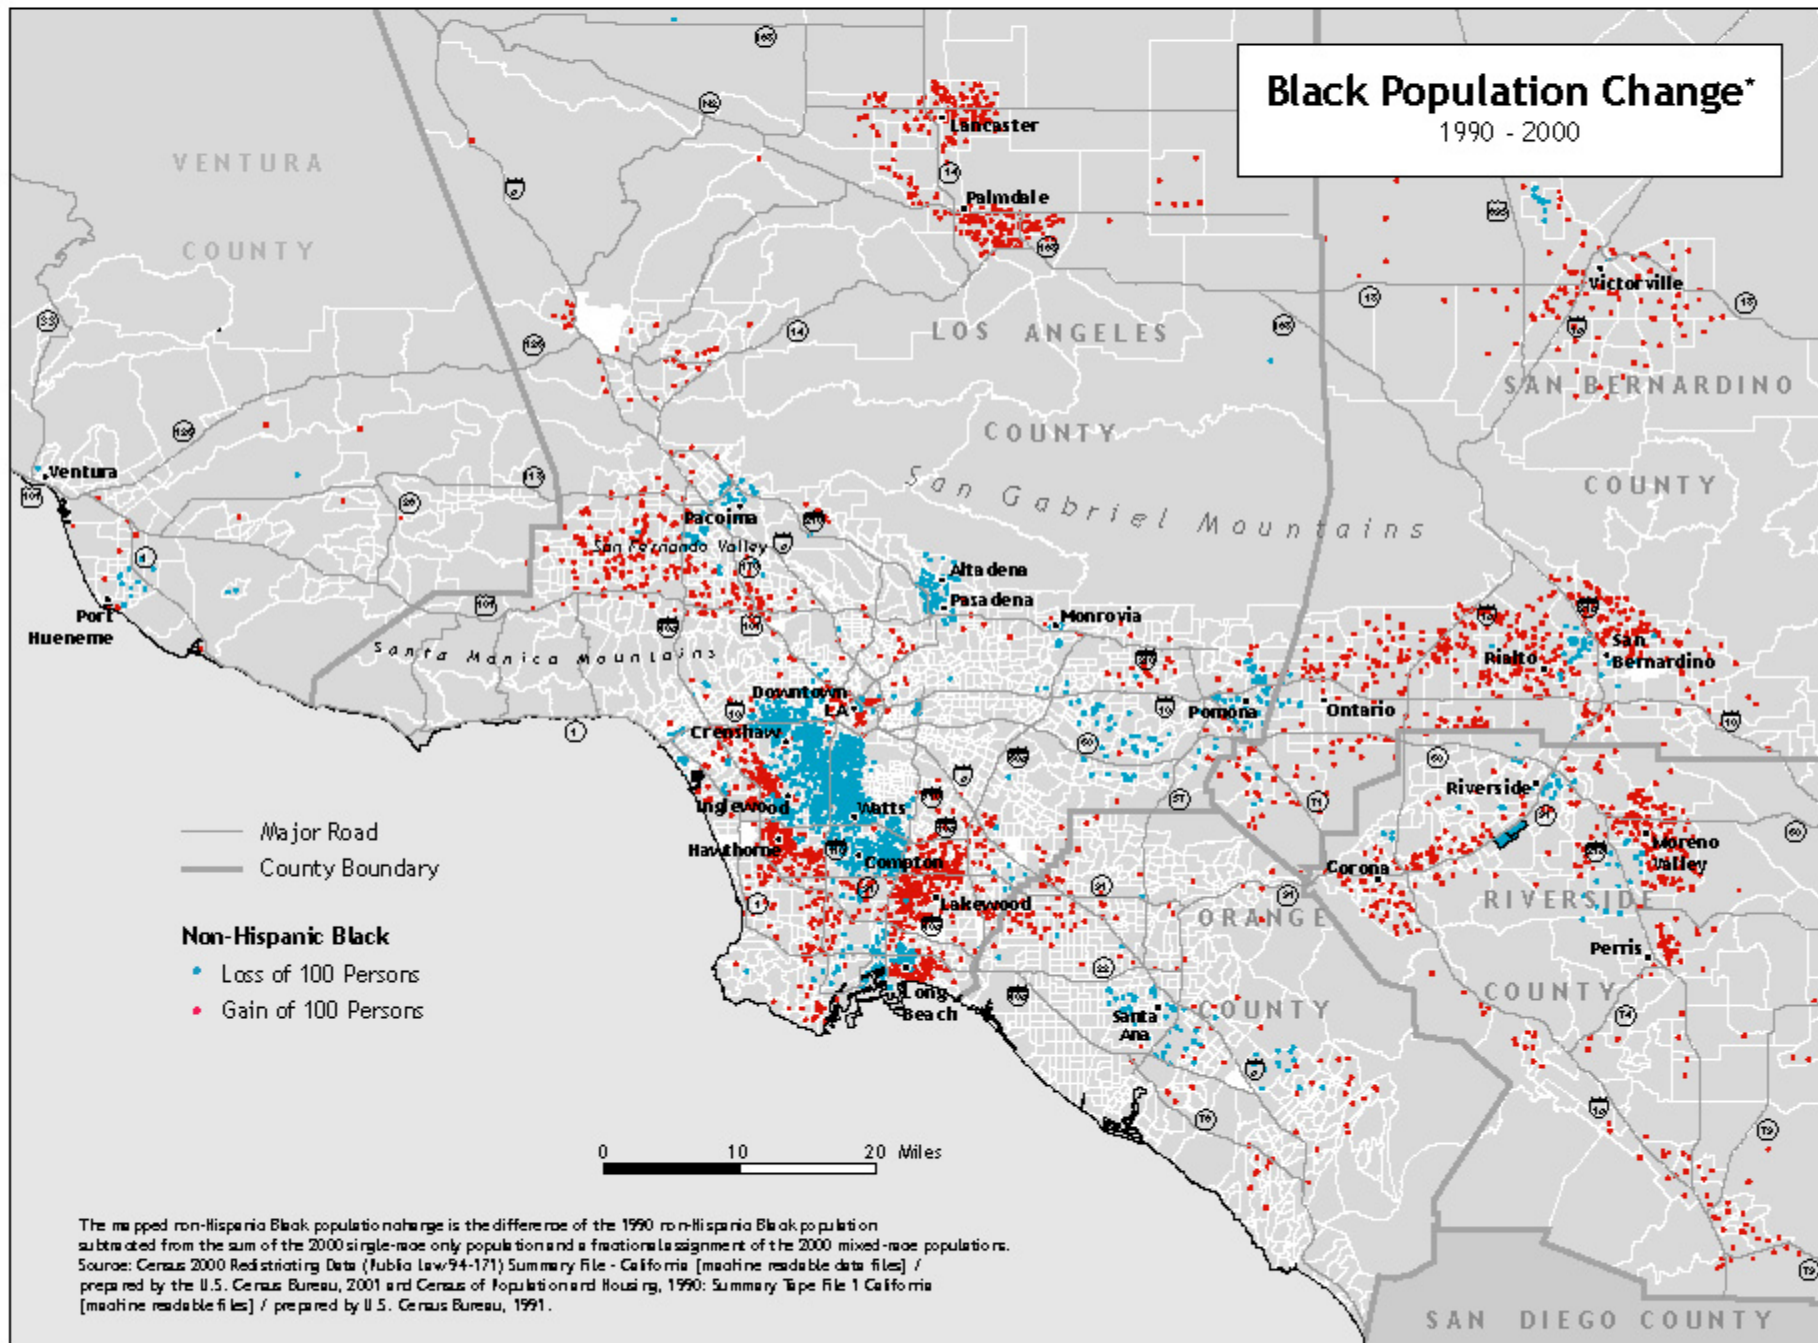 Black Population Change*
1990 - 2000
VENTURA
COUNTY
Lancaster
14
Palmdale
Victorville
LOS ANGELES
COUNTY
SAN BERNARDINO
COUNTY
San Gabriel Mountains
Ventura
Pacoima
San Fernando Valley
Altadena
Pasadena
Monrovia
Port
Hueneme
Santa Monica Mountains
San
Bernardino
Rialto
Downtown
LA
Pomona
Ontario
Crenshaw
Inglewood
Watts
Riverside
Hawthorne
Compton
Moreno
Valley
Corona
Lakewood
ORANGE
COUNTY
RIVERSIDE
COUNTY
Perris
Long
Beach
Santa
Ana
Major Road
County Boundary
Non-Hispanic Black
Loss of 100 Persons
Gain of 100 Persons
0 10 20 Miles
The mapped non-Hispanic Black population change is the difference of the 1990 non-Hispanic Black population
subtracted from the sum of the 2000 single-race only population and a fractional assignment of the 2000 mixed-race populations.
Source: Census 2000 Redistricting Data (Public Law 94-171) Summary File - California [machine readable data files] /
prepared by the U.S. Census Bureau, 2001 and Census of Population and Housing, 1990: Summary Tape File 1 California
[machine readable files] / prepared by U.S. Census Bureau, 1991.
SAN DIEGO COUNTY